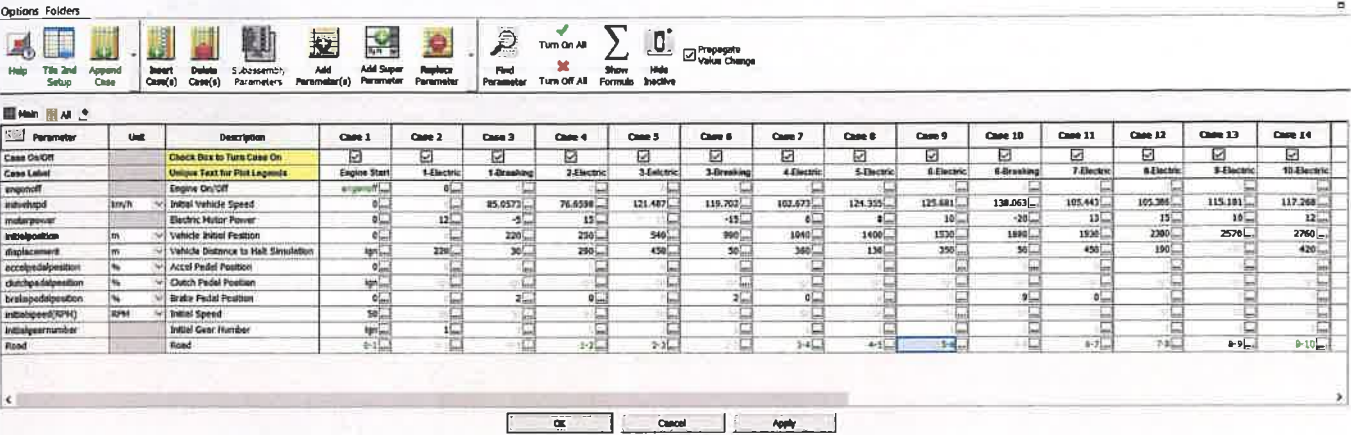 Options Folders
Help Tile 2nd Setup Append Case Insert Case(s) Delete Case(s) Subassembly Parameters Add Parameter(s) Add Super Parameter Replace Parameter Find Parameter Turn On All Turn Off All Show Formula Hide Inactive Propagate Value Change
Main All
Parameter Unit Description Case 1 Case 2 Case 3 Case 4 Case 5 Case 6 Case 7 Case 8 Case 9 Case 10 Case 11 Case 12 Case 13 Case 14
Case On/Off Check Box to Turn Case On
Case Label Unique Text for Plot Legends Engine Start 1-Electric 1-Breaking 2-Electric 3-Electric 3-Breaking 4-Electric 5-Electric 6-Electric 6-Breaking 7-Electric 8-Electric 9-Electric 10-Electric
engonoff Engine On/Off engonoff 0
km/h Initial Vehicle Speed 0 85.0573 76.6598 121.487 119.702 102.673 124.355 125.681 138.063 105.443 105.386 115.181 117.268
motorpower Electric Motor Power 0 12 -5 15 -15 6 8 10 -20 13 15 10 12
initialposition m Vehicle Initial Position 0 220 250 540 990 1040 1400 1530 1880 1930 2380 2570 2760
displacement m Vehicle Distance to Halt Simulation ign 220 30 290 450 50 360 130 350 50 450 190 420
accelpedalposition % Accel Pedal Position 0
clutchpedalposition % Clutch Pedal Position ign
brakepedalposition % Brake Pedal Position 0 2 0 2 0 9 0
initialspeed(RPM) RPM Initial Speed 50
initialgearnumber Initial Gear Number ign 1
Road Road 0-1 1-2 2-3 3-4 4-5 5-6 6-7 7-8 8-9 9-10
OK Cancel Apply